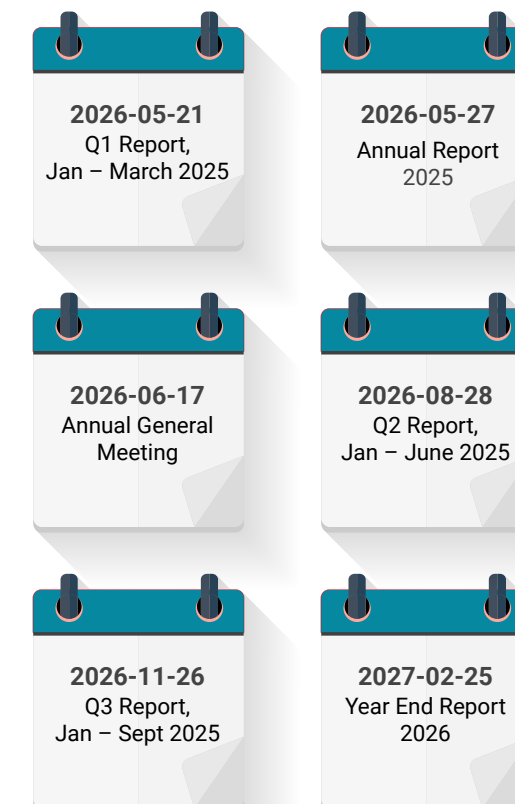 2026-05-21
Q1 Report,
Jan – March 2025
2026-05-27
Annual Report
2025
2026-06-17
Annual General
Meeting
2026-08-28
Q2 Report,
Jan – June 2025
2026-11-26
Q3 Report,
Jan – Sept 2025
2027-02-25
Year End Report
2026